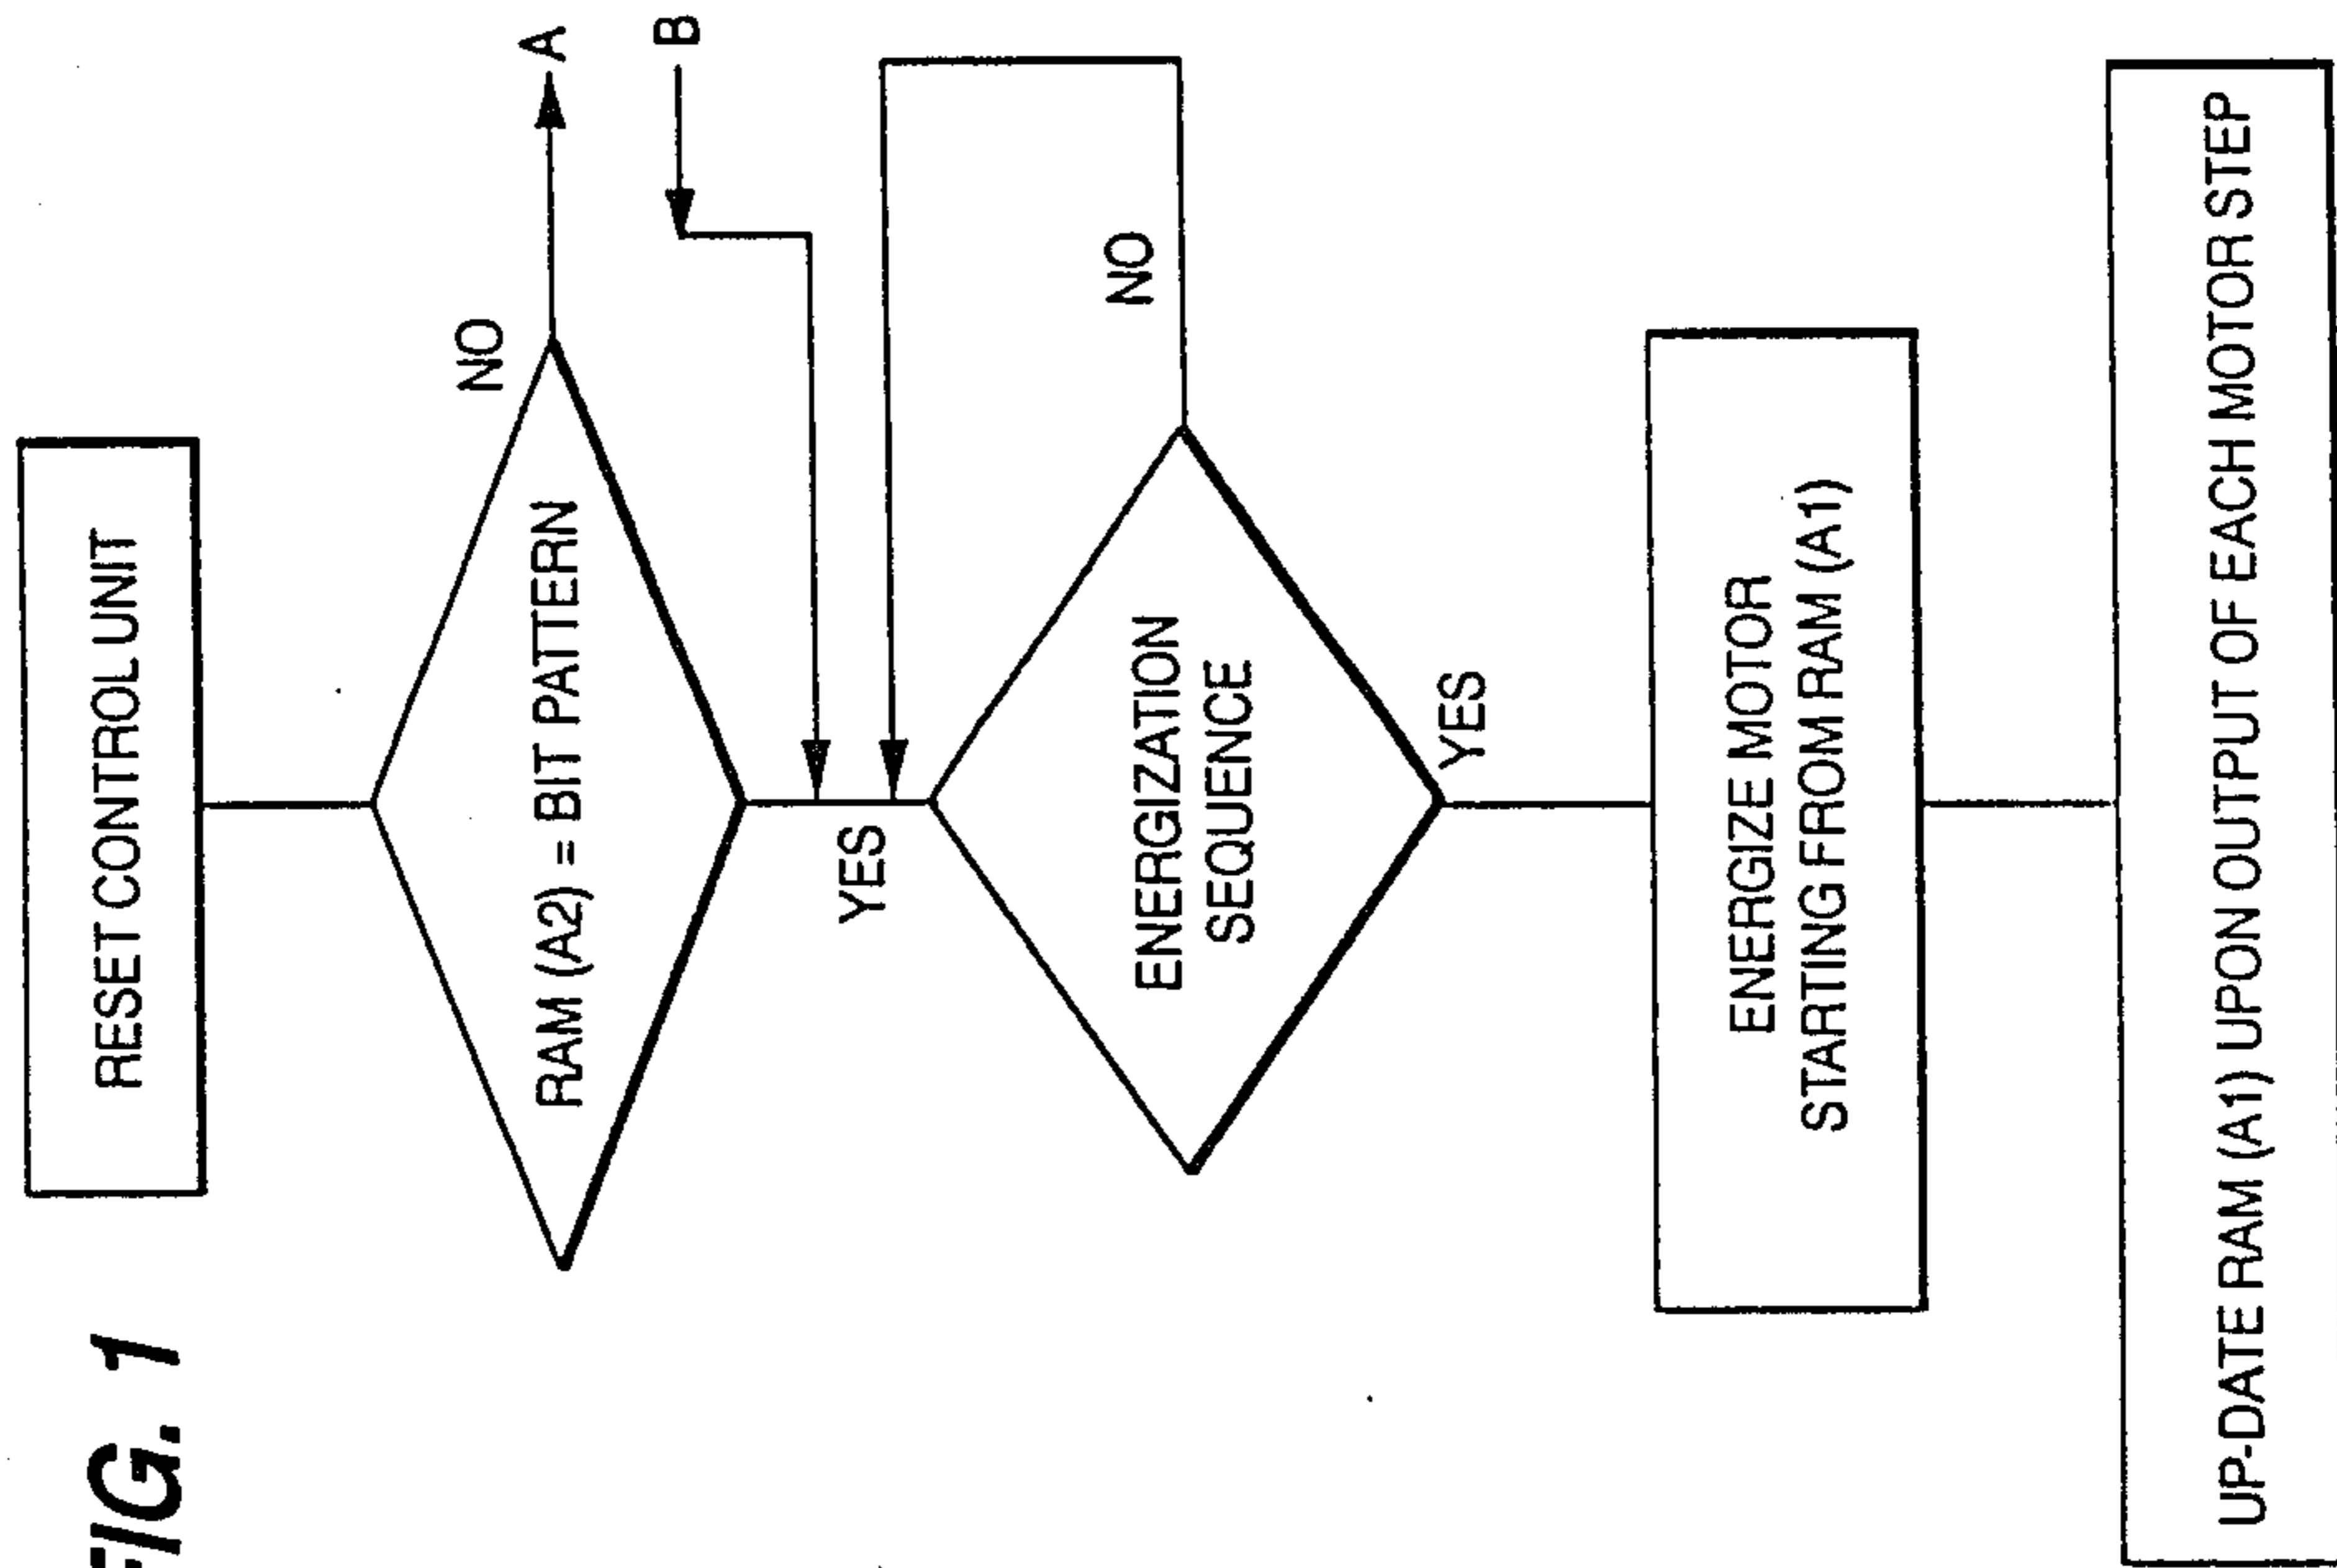 FIG. 1
RESET CONTROL UNIT
RAM (A2) = BIT PATTERN
NO
A
B
YES
ENERGIZATION
SEQUENCE
NO
YES
ENERGIZE MOTOR
STARTING FROM RAM (A1)
UP-DATE RAM (A1) UPON OUTPUT OF EACH MOTOR STEP